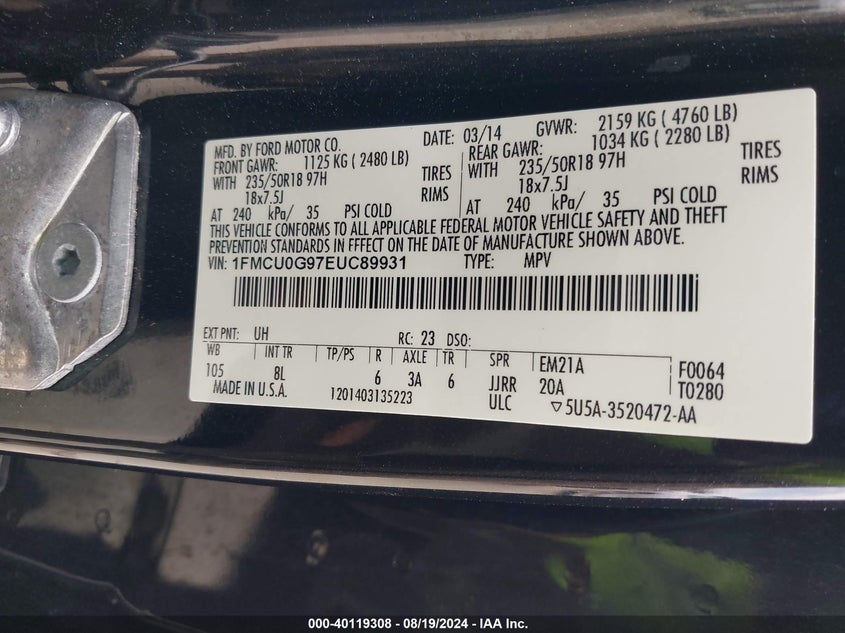 MFD. BY FORD MOTOR CO. DATE: 03/14 GVWR: 2159 KG ( 4760 LB)
FRONT GAWR: 1125 KG ( 2480 LB) REAR GAWR: 1034 KG ( 2280 LB)
WITH 235/50R18 97H TIRES WITH 235/50R18 97H TIRES
18x7.5J RIMS 18x7.5J RIMS
AT 240 kPa/ 35 PSI COLD AT 240 kPa/ 35 PSI COLD
THIS VEHICLE CONFORMS TO ALL APPLICABLE FEDERAL MOTOR VEHICLE SAFETY AND THEFT
PREVENTION STANDARDS IN EFFECT ON THE DATE OF MANUFACTURE SHOWN ABOVE.
VIN: 1FMCU0G97EUC89931 TYPE: MPV
EXT PNT: UH RC: 23 DSO:
WB INT TR TP/PS R AXLE TR SPR EM21A F0064
105 8L 6 3A 6 JJRR 20A T0280
MADE IN U.S.A. 1201403135223 ULC ▽5U5A-3520472-AA
000-40119308 - 08/19/2024 - IAA Inc.